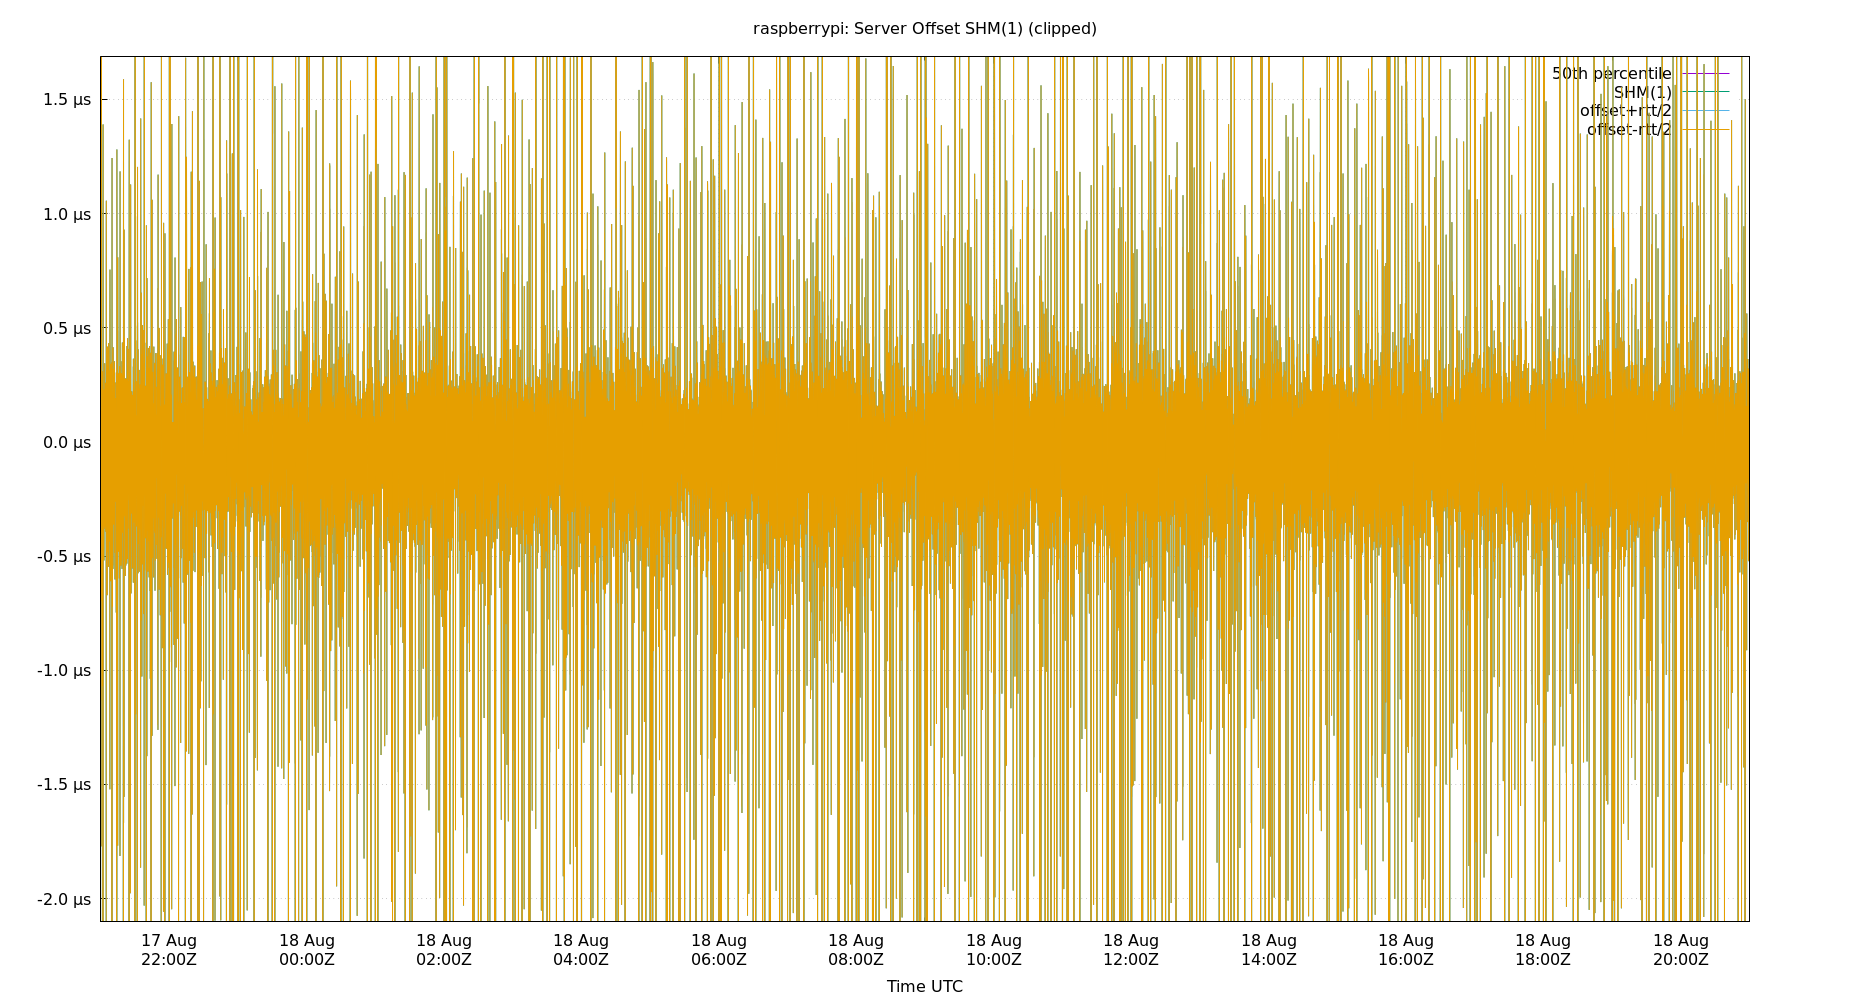 raspberrypi: Server Offset SHM(1) (clipped)
50th percentile
SHM(1)
offset+rtt/2
offset-rtt/2
1.5 µs
1.0 µs
0.5 µs
0.0 µs
-0.5 µs
-1.0 µs
-1.5 µs
-2.0 µs
17 Aug 18 Aug 18 Aug 18 Aug 18 Aug 18 Aug 18 Aug 18 Aug 18 Aug 18 Aug 18 Aug 18 Aug
22:00Z 00:00Z 02:00Z 04:00Z 06:00Z 08:00Z 10:00Z 12:00Z 14:00Z 16:00Z 18:00Z 20:00Z
Time UTC